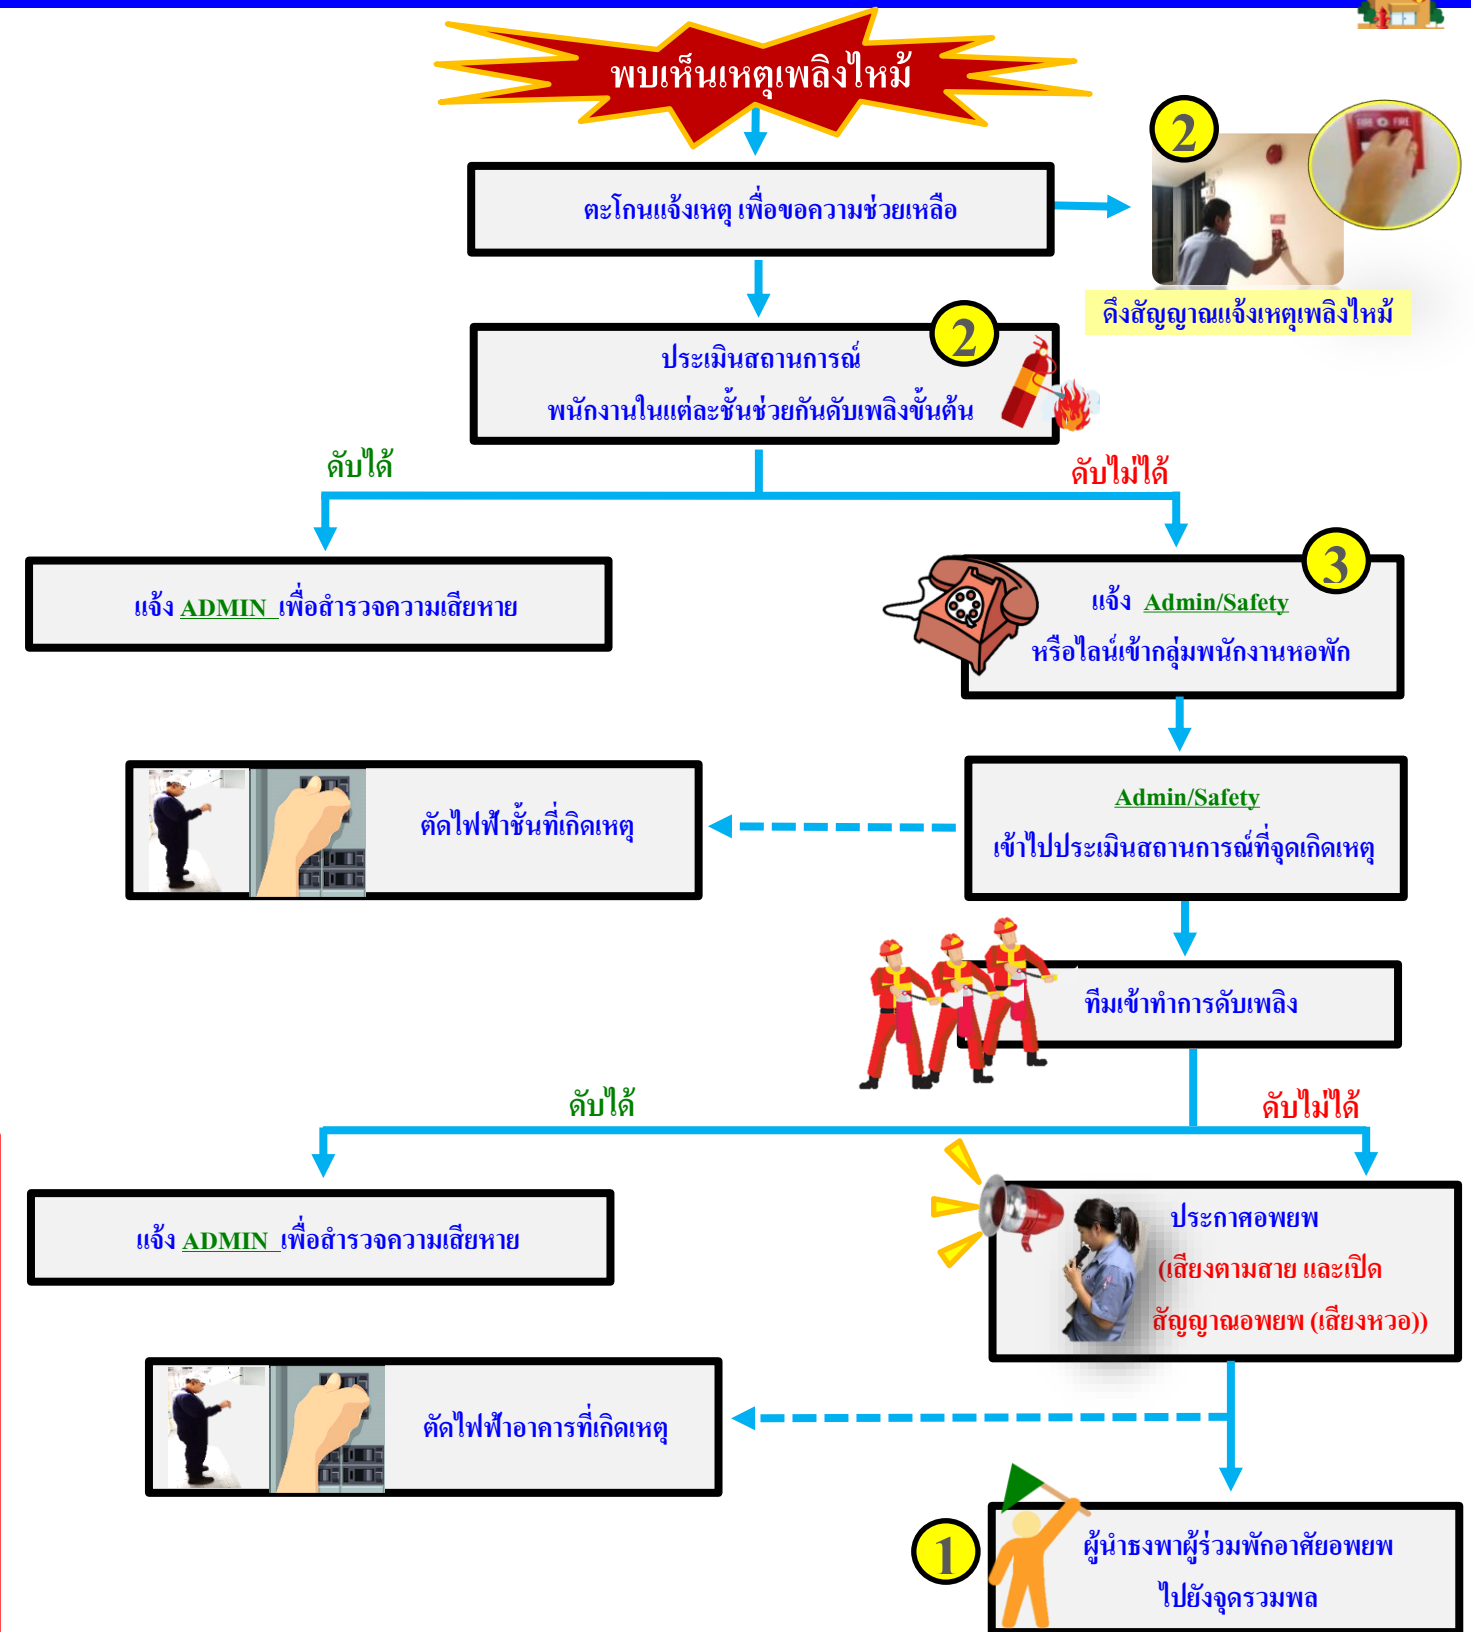 พบเห็นเหตุเพลิงไหม้
2
FIRE FIRE
ตะโกนแจ้งเหตุ เพื่อขอความช่วยเหลือ
ดึงสัญญาณแจ้งเหตุเพลิงไหม้
2
ประเมินสถานการณ์
พนักงานในแต่ละชั้นช่วยกันดับเพลิงขั้นต้น
ดับได้
ดับไม่ได้
3
แจ้ง ADMIN เพื่อสำรวจความเสียหาย
แจ้ง Admin/Safety
หรือไลน์เข้ากลุ่มพนักงานหอพัก
ตัดไฟฟ้าชั้นที่เกิดเหตุ
Admin/Safety
เข้าไปประเมินสถานการณ์ที่จุดเกิดเหตุ
ทีมเข้าทำการดับเพลิง
ดับได้
ดับไม่ได้
แจ้ง ADMIN เพื่อสำรวจความเสียหาย
ประกาศอพยพ
(เสียงตามสาย และเปิด
สัญญาณอพยพ (เสียงหวอ))
ตัดไฟฟ้าอาคารที่เกิดเหตุ
1
ผู้นำธงพาผู้ร่วมพักอาศัยอพยพ
ไปยังจุดรวมพล